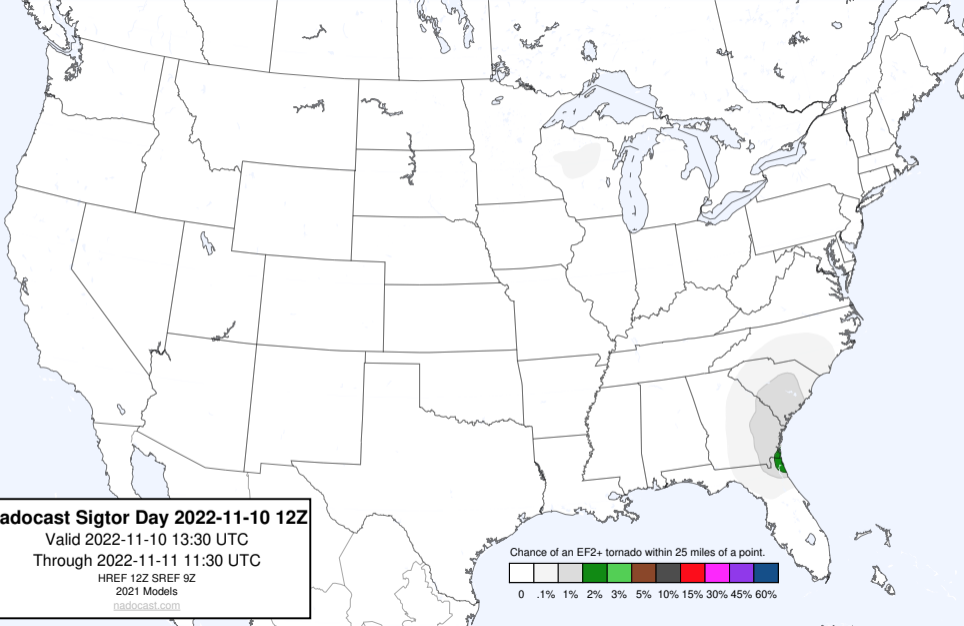 adocast Sigtor Day 2022-11-10 12Z
Valid 2022-11-10 13:30 UTC
Through 2022-11-11 11:30 UTC
HREF 12Z SREF 9Z
2021 Models
nadocast.com
Chance of an EF2+ tornado within 25 miles of a point.
0 .1% 1% 2% 3% 5% 10% 15% 30% 45% 60%